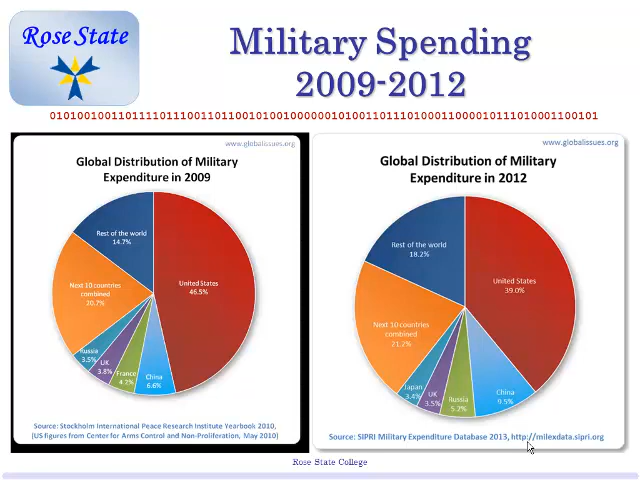 Rose State
Military Spending
2009-2012
www.globalissues.org
Global Distribution of Military
Expenditure in 2009
Rest of the world
14.7%
United States
46.5%
Next 10 countries
combined
20.7%
Russia
3.5%
UK
3.8%
France
4.2%
China
6.6%
Source: Stockholm International Peace Research Institute Yearbook 2010,
(US figures from Center for Arms Control and Non-Proliferation, May 2010)
www.globalissues.org
Global Distribution of Military
Expenditure in 2012
Rest of the world
18.2%
United States
39.0%
Next 10 countries
combined
21.2%
Japan
3.4%
UK
3.5%
Russia
5.2%
China
9.5%
Source: SIPRI Military Expenditure Database 2013, http://milexdata.sipri.org
Rose State College